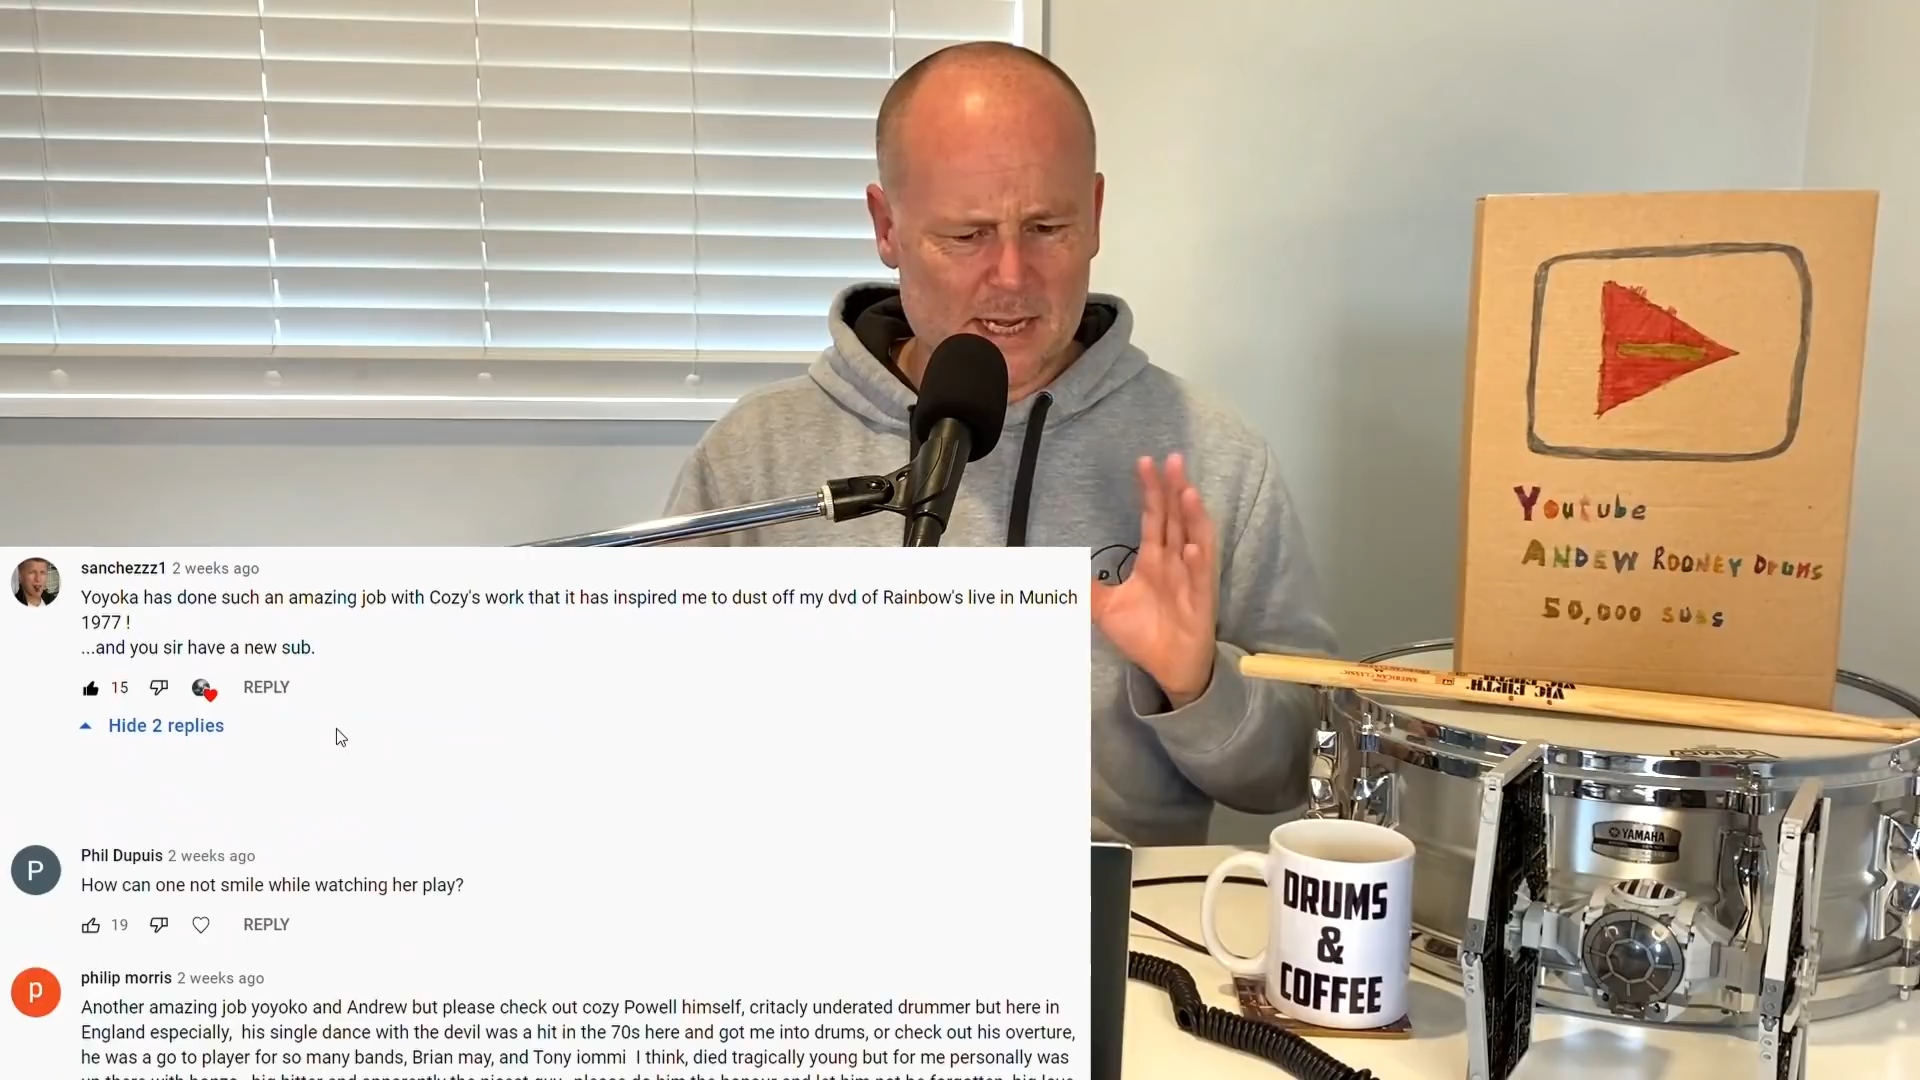 sanchezzz1 2 weeks ago
Yoyoka has done such an amazing job with Cozy's work that it has inspired me to dust off my dvd of Rainbow's live in Munich
1977 !
...and you sir have a new sub.
15 REPLY
Hide 2 replies
P
Phil Dupuis 2 weeks ago
How can one not smile while watching her play?
19 REPLY
p
philip morris 2 weeks ago
Another amazing job yoyoko and Andrew but please check out cozy Powell himself, critacly underated drummer but here in
England especially, his single dance with the devil was a hit in the 70s here and got me into drums, or check out his overture,
he was a go to player for so many bands, Brian may, and Tony iommi I think, died tragically young but for me personally was
Youtube
ANDEW ROONEY Drums
50,000 subs
AMERICAN CLASSIC
VIC FIRTH
VIC FIRTH
REMO
YAMAHA
DRUMS
&
COFFEE